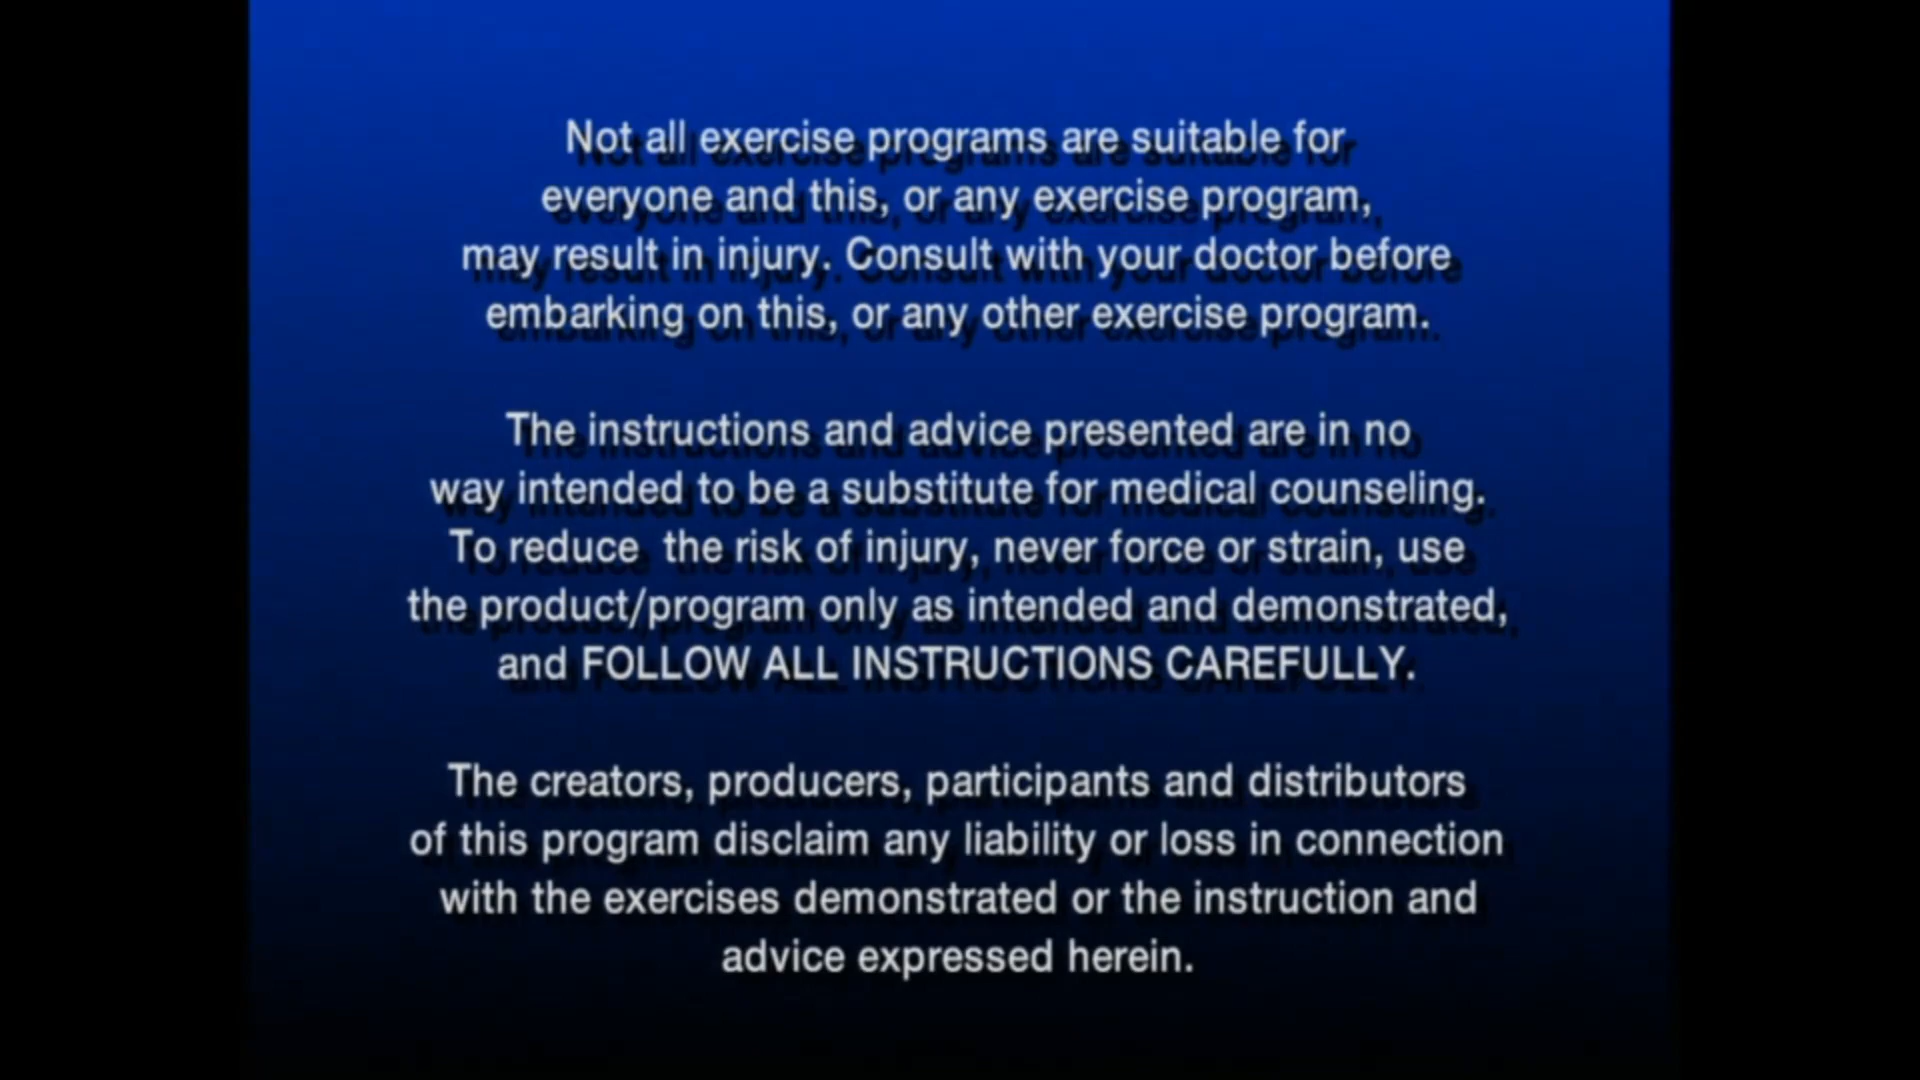 Not all exercise programs are suitable for
everyone and this, or any exercise program,
may result in injury. Consult with your doctor before
embarking on this, or any other exercise program.
The instructions and advice presented are in no
way intended to be a substitute for medical counseling.
To reduce  the risk of injury, never force or strain, use
the product/program only as intended and demonstrated,
and FOLLOW ALL INSTRUCTIONS CAREFULLY.
The creators, producers, participants and distributors
of this program disclaim any liability or loss in connection
with the exercises demonstrated or the instruction and
advice expressed herein.